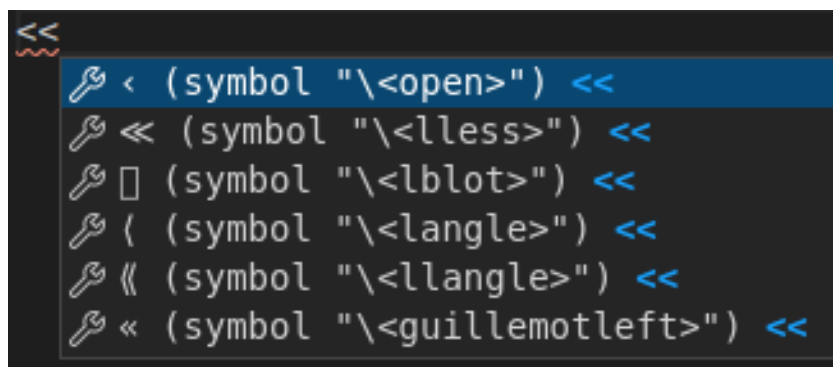 <<
‹ (symbol "\<open>") <<
≪ (symbol "\<lless>") <<
▯ (symbol "\<lblot>") <<
⟨ (symbol "\<langle>") <<
⟪ (symbol "\<llangle>") <<
« (symbol "\<guillemotleft>") <<